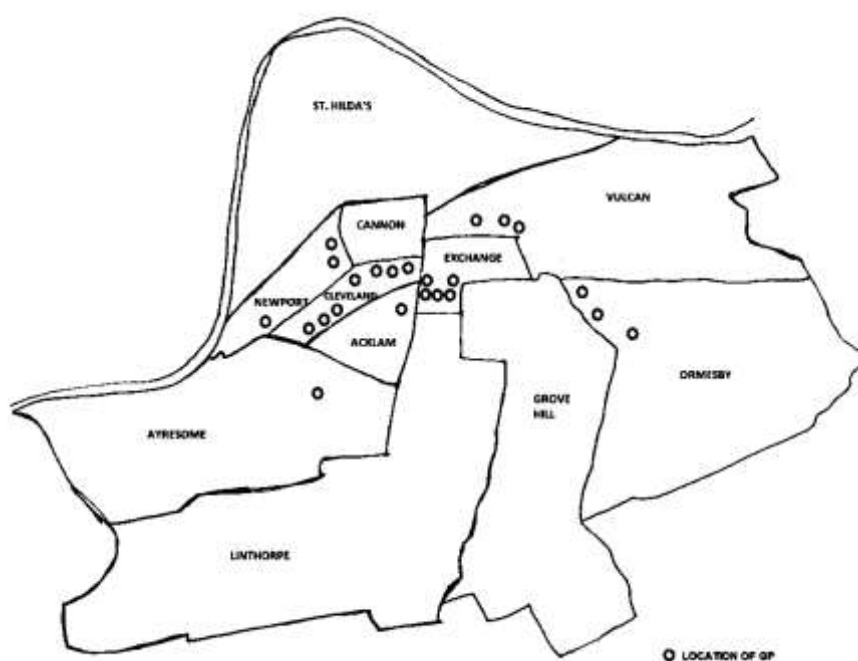 ST. HILDA'S
VULCAN
CANNON
EXCHANGE
NEWPORT
CLEVELAND
ACKLAM
ORMESBY
GROVE
HILL
AYRESOME
LINTHORPE
LOCATION OF GP